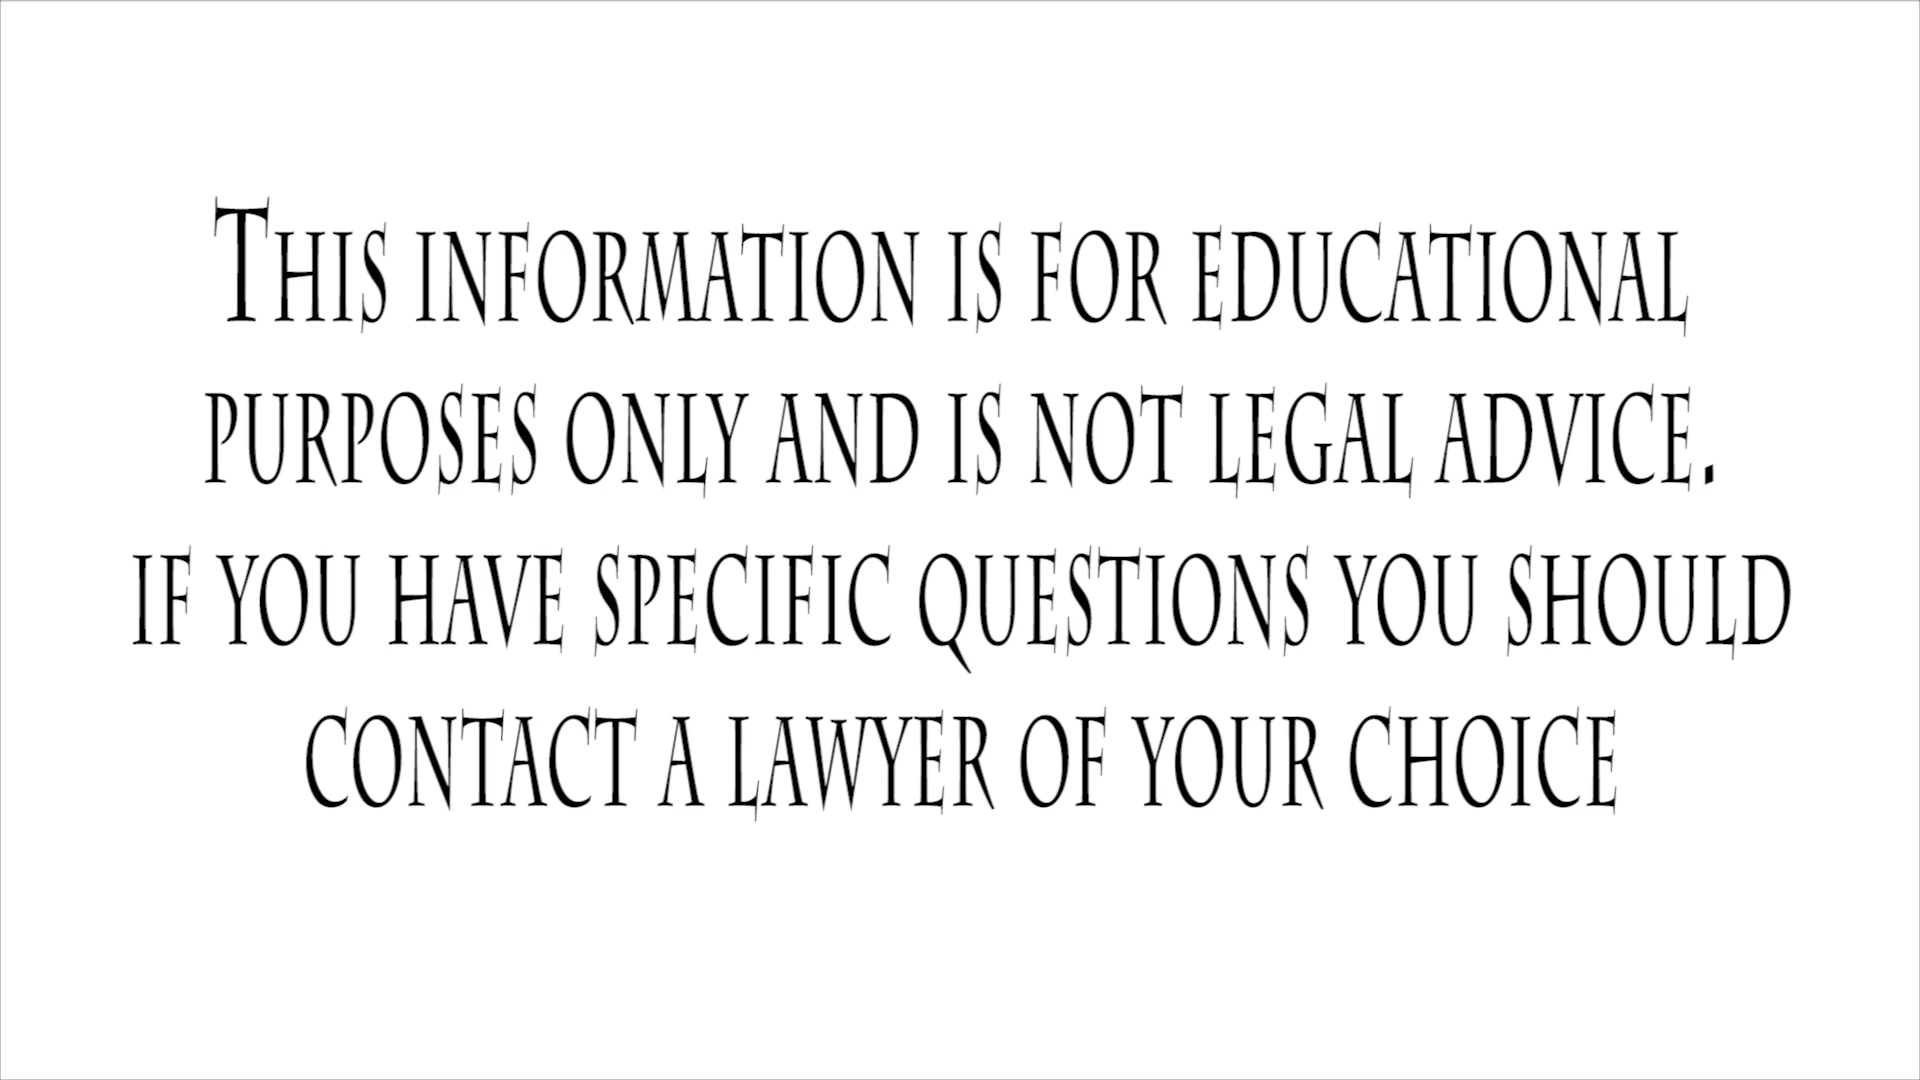 This information is for educational
purposes only and is not legal advice.
if you have specific questions you should
contact a lawyer of your choice